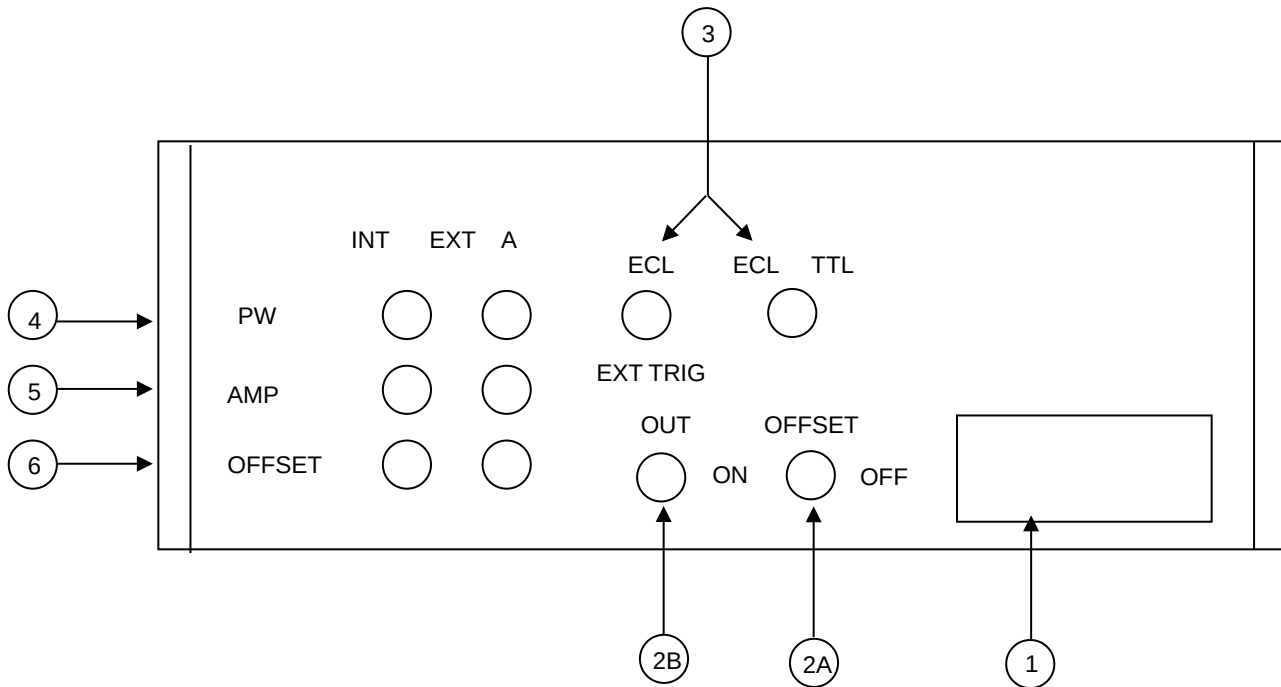 3
INT EXT A
ECL ECL TTL
4 PW
EXT TRIG
5 AMP
OUT OFFSET
6 OFFSET ON OFF
2B 2A 1